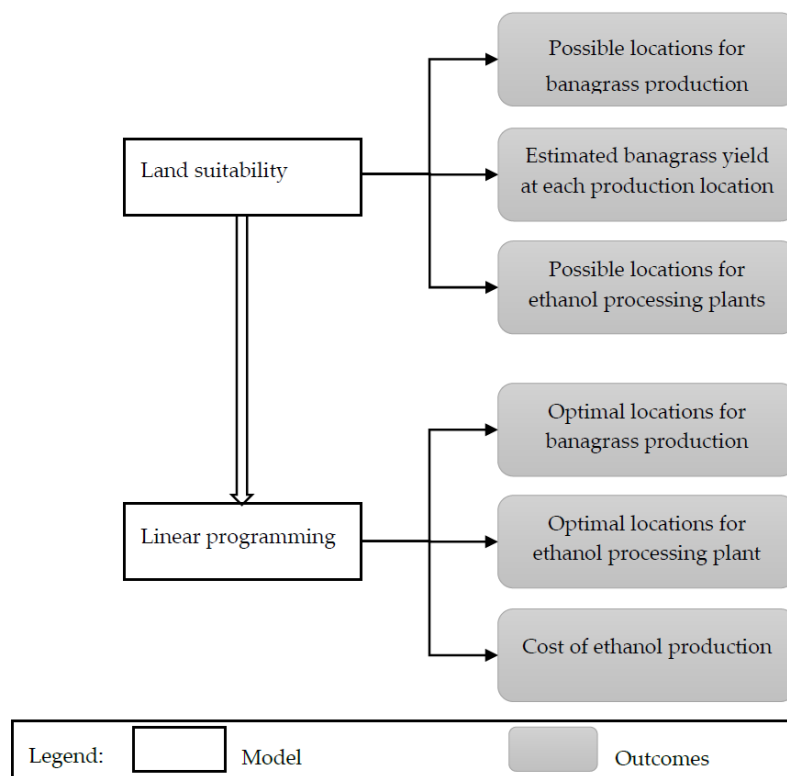 Possible locations for
banagrass production
Land suitability
Estimated banagrass yield
at each production location
Possible locations for
ethanol processing plants
Optimal locations for
banagrass production
Linear programming
Optimal locations for
ethanol processing plant
Cost of ethanol production
Legend: Model Outcomes